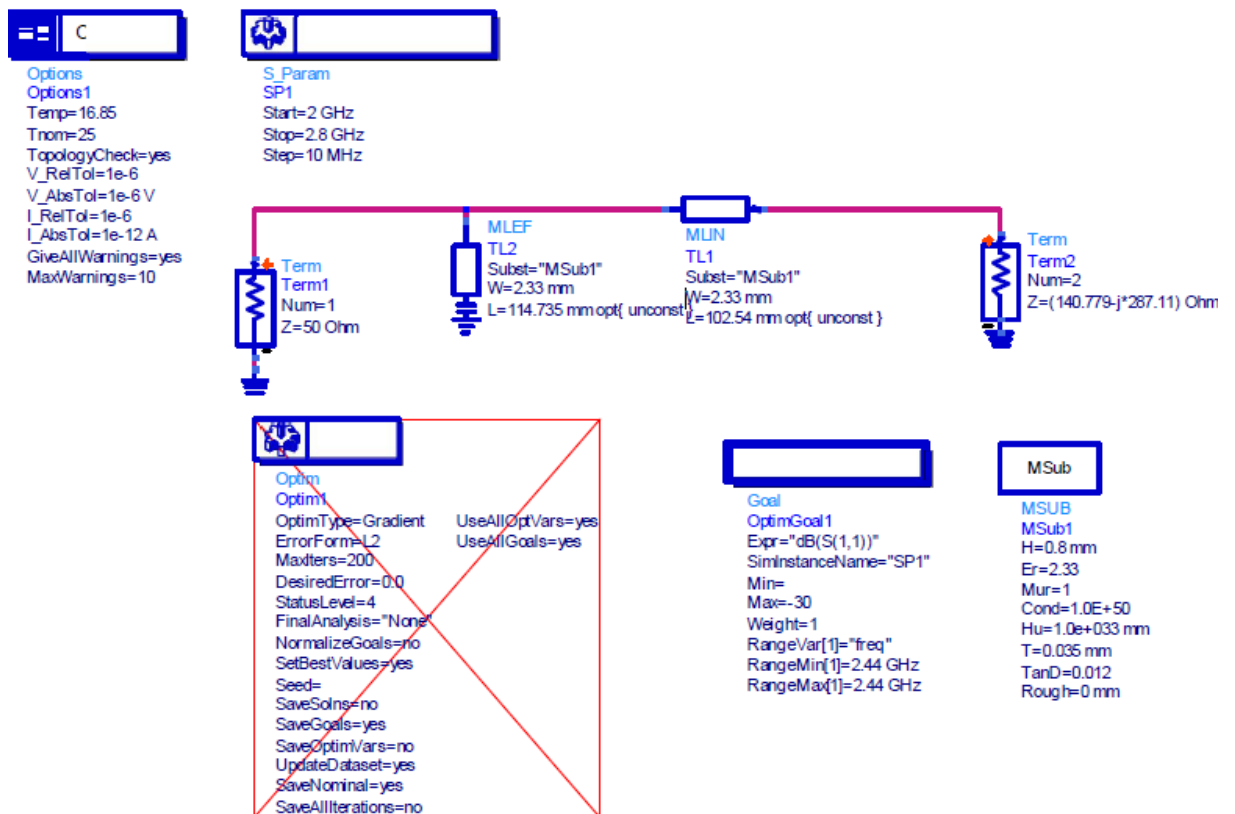 C
Options
Options1
Temp=16.85
Tnom=25
TopologyCheck=yes
V_RelTol=1e-6
V_AbsTol=1e-6 V
I_RelTol=1e-6
I_AbsTol=1e-12 A
GiveAllWarnings=yes
MaxWarnings=10
S_Param
SP1
Start=2 GHz
Stop=2.8 GHz
Step=10 MHz
Term
Term1
Num=1
Z=50 Ohm
MLEF
TL2
Subst="MSub1"
W=2.33 mm
L=114.735 mm opt{ unconst }
MLIN
TL1
Subst="MSub1"
W=2.33 mm
L=102.54 mm opt{ unconst }
Term
Term2
Num=2
Z=(140.779-j*287.11) Ohm
Optim
Optim1
OptimType=Gradient UseAllOptVars=yes
ErrorForm=L2 UseAllGoals=yes
MaxIters=200
DesiredError=0.0
StatusLevel=4
FinalAnalysis="None"
NormalizeGoals=no
SetBestValues=yes
Seed=
SaveSolns=no
SaveGoals=yes
SaveOptimVars=no
UpdateDataset=yes
SaveNominal=yes
SaveAllIterations=no
Goal
OptimGoal1
Expr="dB(S(1,1))"
SimInstanceName="SP1"
Min=
Max=-30
Weight=1
RangeVar[1]="freq"
RangeMin[1]=2.44 GHz
RangeMax[1]=2.44 GHz
MSub
MSUB
MSub1
H=0.8 mm
Er=2.33
Mur=1
Cond=1.0E+50
Hu=1.0e+033 mm
T=0.035 mm
TanD=0.012
Rough=0 mm